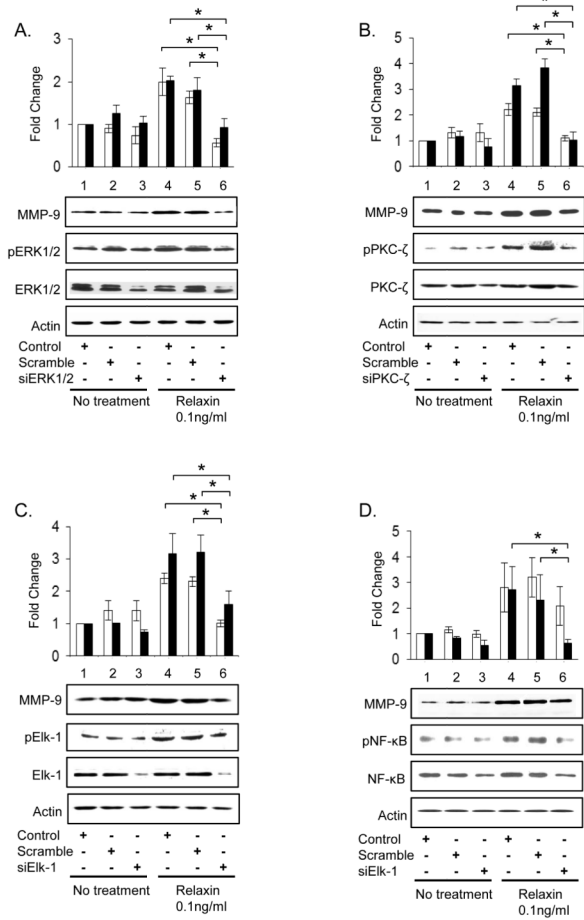 A.
*
*
*
3
2
1
0
Fold Change
1 2 3 4 5 6
MMP-9
pERK1/2
ERK1/2
Actin
Control + - - + - -
Scramble - + - - + -
siERK1/2 - - + - - +
No treatment Relaxin
0.1ng/ml
B.
*
*
*
*
5
4
3
2
1
0
Fold Change
1 2 3 4 5 6
MMP-9
pPKC-ζ
PKC-ζ
Actin
Control + - - + - -
Scramble - + - - + -
siPKC-ζ - - + - - +
No treatment Relaxin
0.1ng/ml
C.
*
*
*
*
4
3
2
1
0
Fold Change
1 2 3 4 5 6
MMP-9
pElk-1
Elk-1
Actin
Control + - - + - -
Scramble - + - - + -
siElk-1 - - + - - +
No treatment Relaxin
0.1ng/ml
D.
*
*
5
4
3
2
1
0
Fold Change
1 2 3 4 5 6
MMP-9
pNF-κB
NF-κB
Actin
Control + - - + - -
Scramble - + - - + -
siElk-1 - - + - - +
No treatment Relaxin
0.1ng/ml